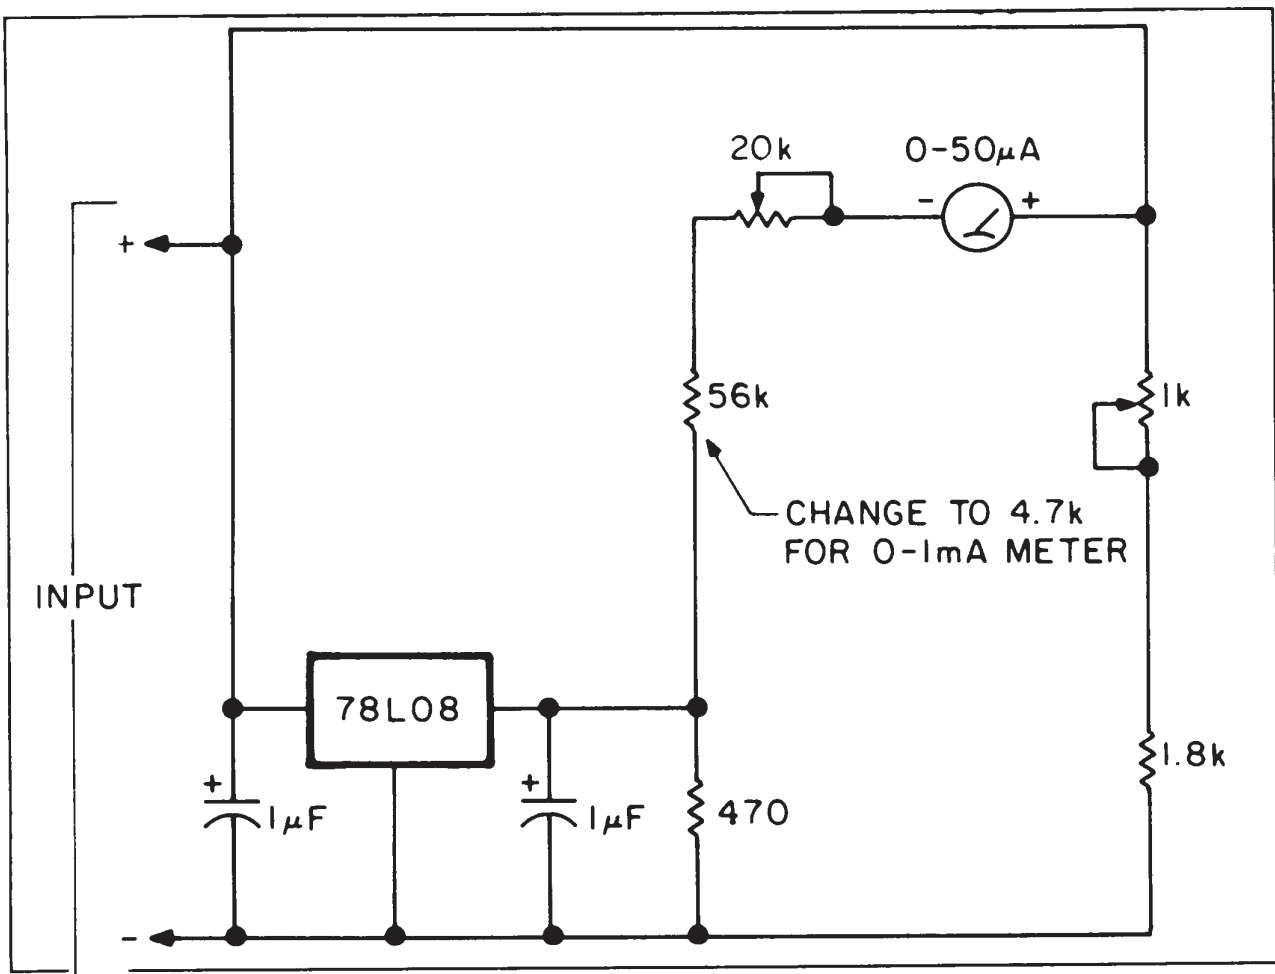 20k
0-50µA
- +
+
56k
1k
CHANGE TO 4.7k
FOR 0-1mA METER
INPUT
78L08
1.8k
+
1µF
+
1µF
470
-